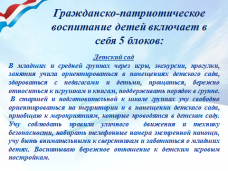 Гражданско-патриотическое
воспитание детей включает в
себя 5 блоков:
Детский сад
В младших и средней группах через игры, экскурсии, прогулки,
занятия учила ориентироваться в помещениях детского сада,
здороваться с педагогами и детьми, прощаться, бережно
относиться к игрушкам и книгам, поддерживать порядок в группе.
В старшей и подготовительной к школе группах учу свободно
ориентироваться на территории и в помещениях детского сада,
приобщаю к мероприятиям, которые проводятся в детском саду.
Учу соблюдать правила уличного движения и технику
безопасности, набирать телефонные номера экстренной помощи,
учу быть внимательными к сверстникам и заботиться о младших
детях. Воспитываю бережное отношение к детским игровым
постройкам.